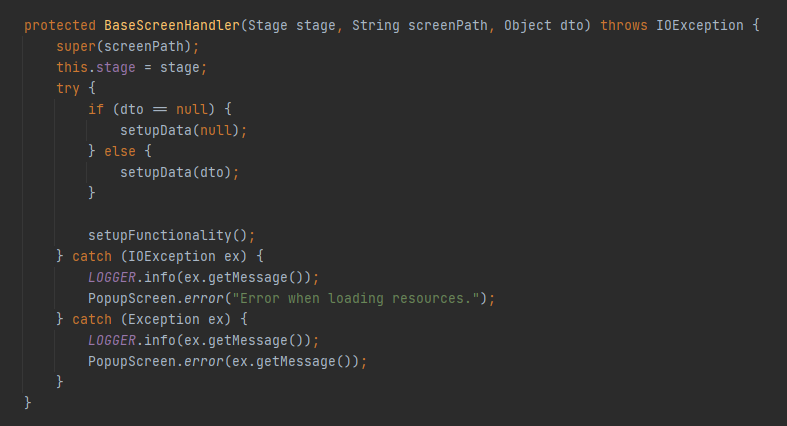 protected BaseScreenHandler(Stage stage, String screenPath, Object dto) throws IOException {
    super(screenPath);
    this.stage = stage;
    try {
        if (dto == null) {
            setupData(null);
        } else {
            setupData(dto);
        }

        setupFunctionality();
    } catch (IOException ex) {
        LOGGER.info(ex.getMessage());
        PopupScreen.error("Error when loading resources.");
    } catch (Exception ex) {
        LOGGER.info(ex.getMessage());
        PopupScreen.error(ex.getMessage());
    }
}